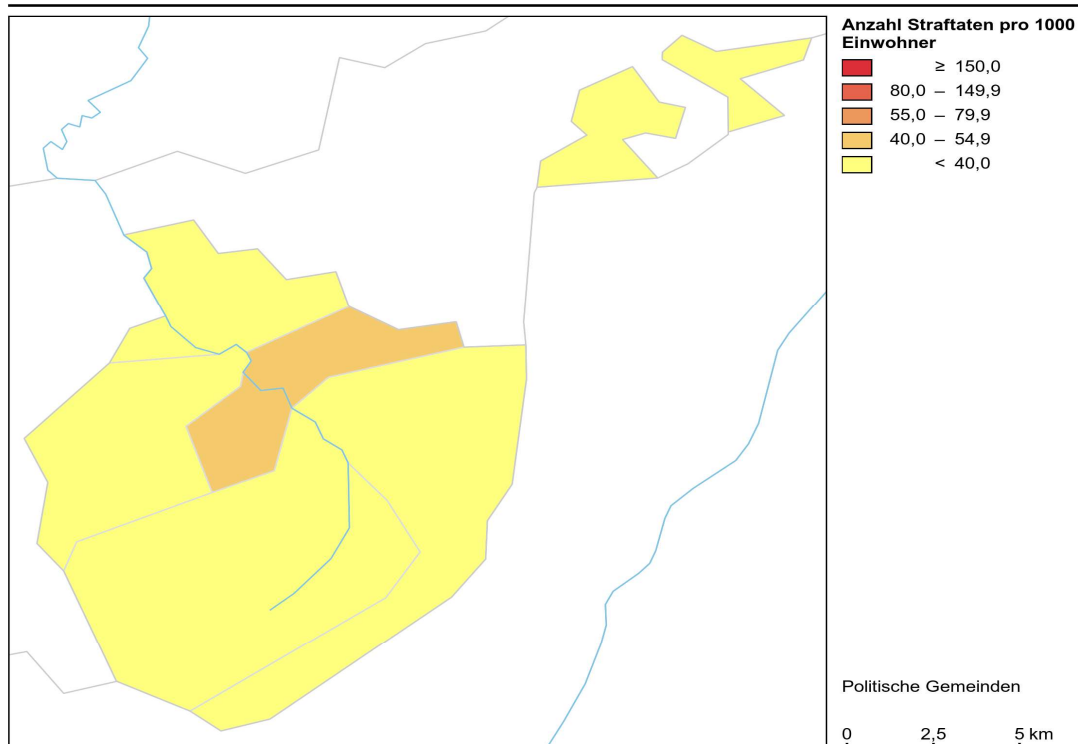 Anzahl Straftaten pro 1000
Einwohner
≥ 150,0
80,0 – 149,9
55,0 – 79,9
40,0 – 54,9
< 40,0
Politische Gemeinden
0 2,5 5 km